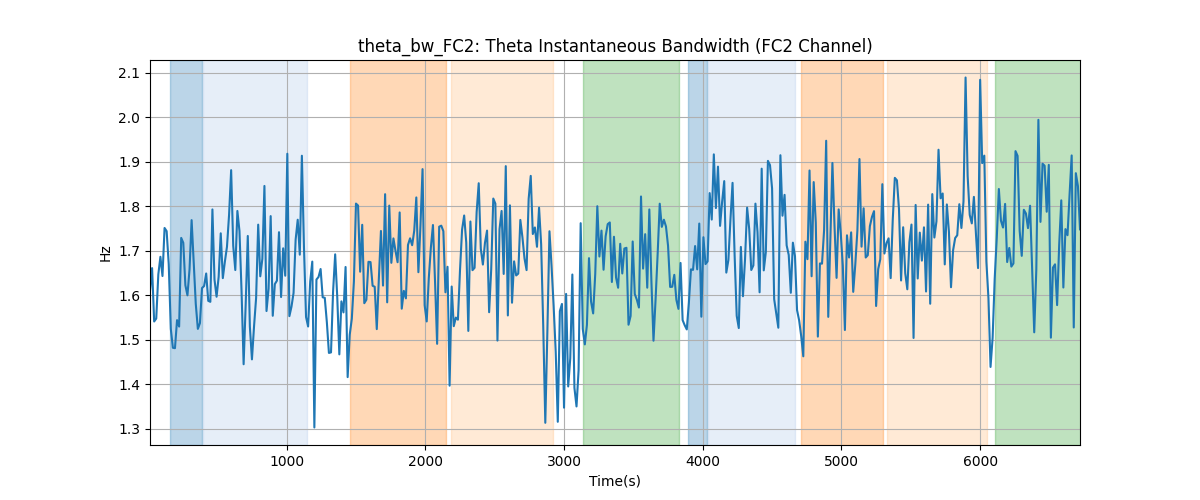 theta_bw_FC2: Theta Instantaneous Bandwidth (FC2 Channel)
2.1
2.0
1.9
1.8
1.7
1.6
1.5
1.4
1.3
Hz
1000 2000 3000 4000 5000 6000
Time(s)